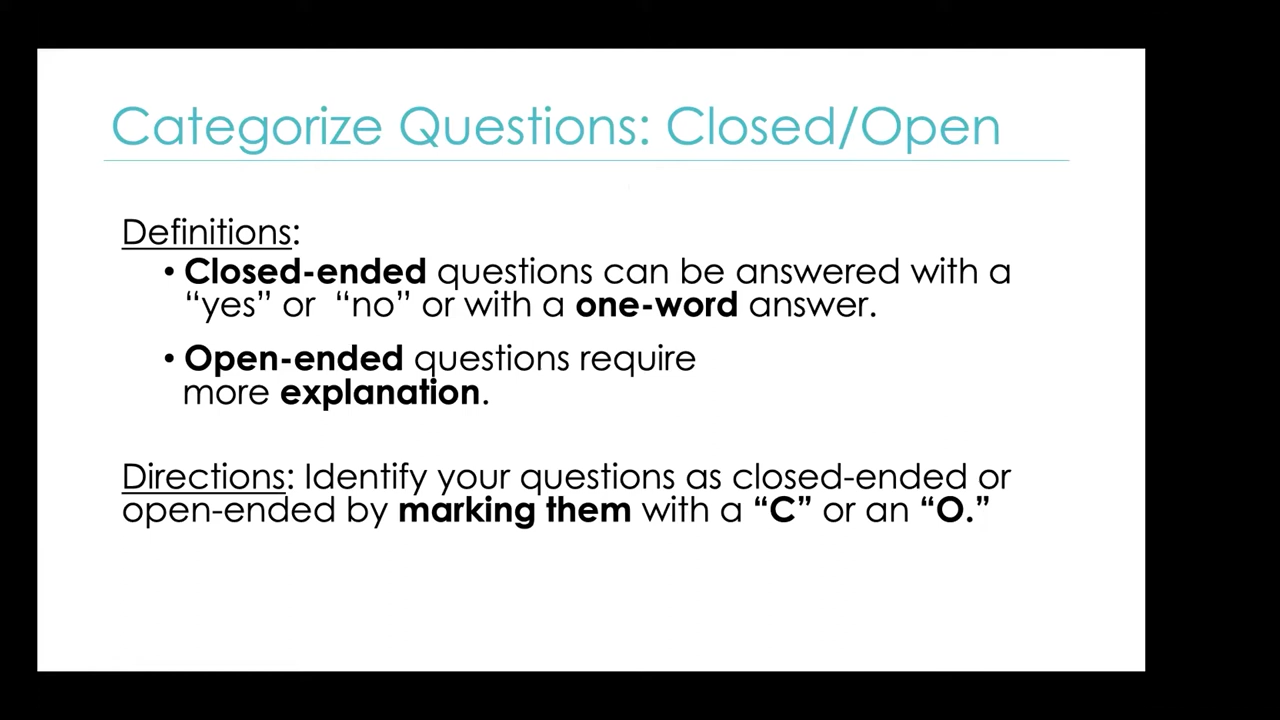 Categorize Questions: Closed/Open
Definitions:
• Closed-ended questions can be answered with a
“yes” or “no” or with a one-word answer.
• Open-ended questions require
more explanation.
Directions: Identify your questions as closed-ended or
open-ended by marking them with a “C” or an “O.”